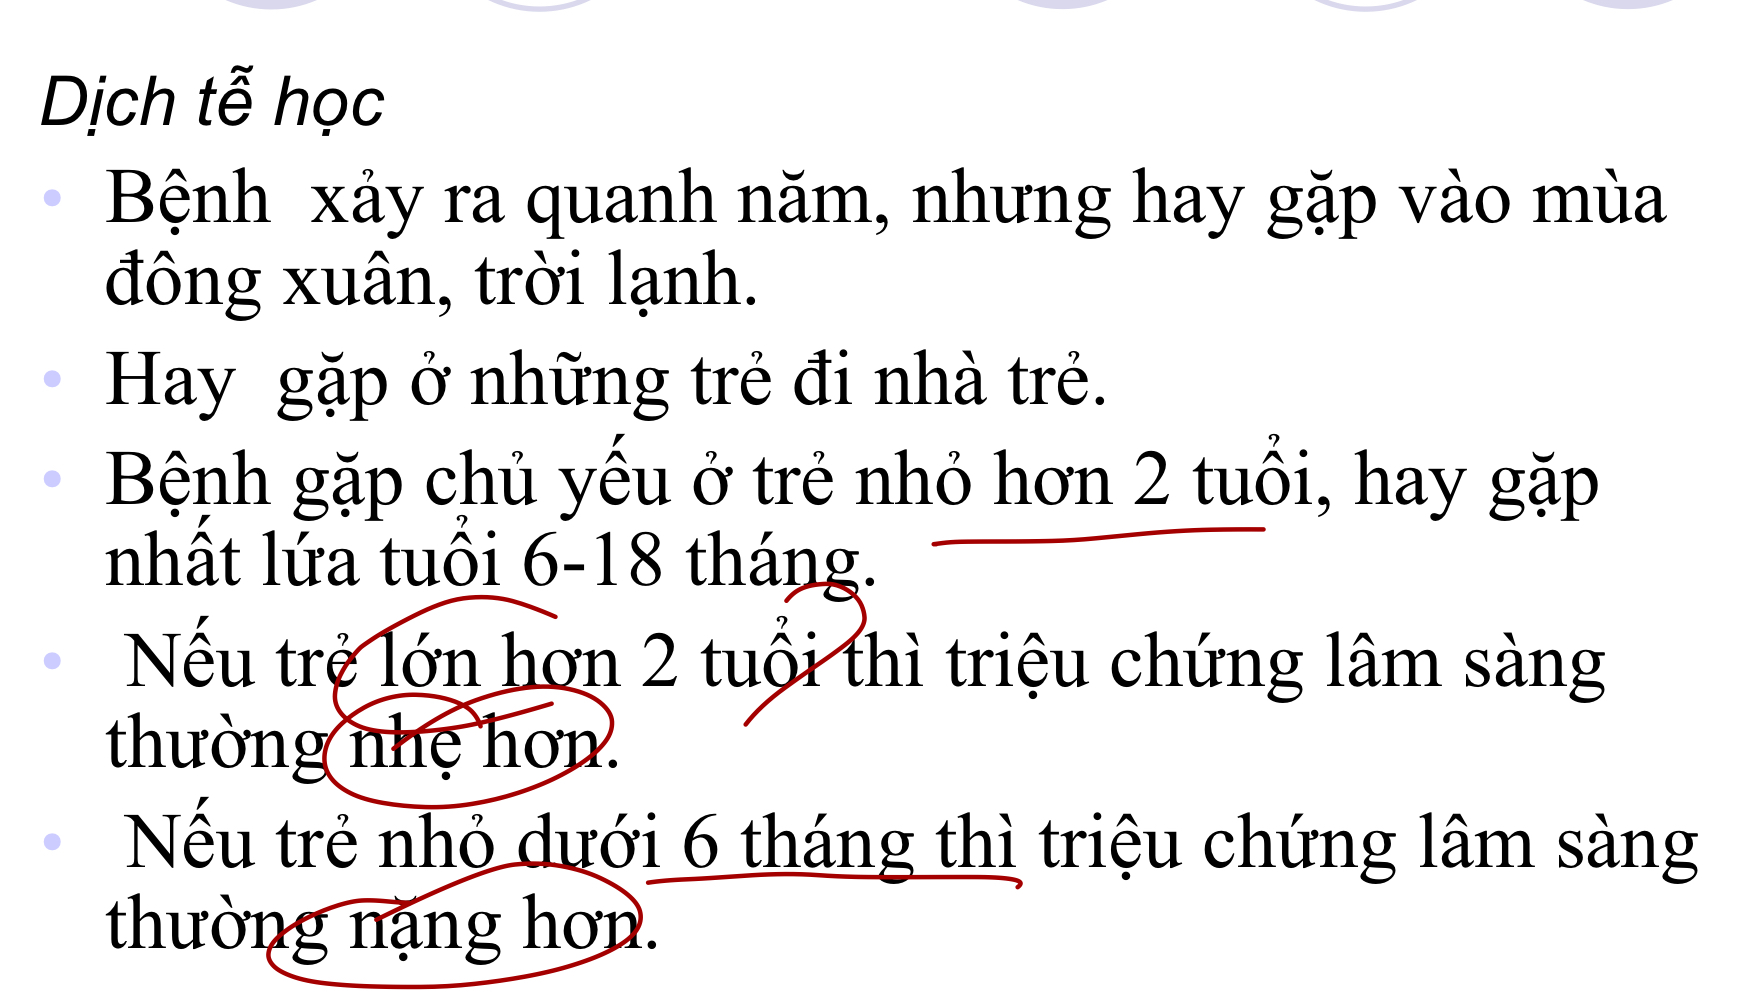 Dịch tễ học
• Bệnh xảy ra quanh năm, nhưng hay gặp vào mùa
đông xuân, trời lạnh.
• Hay gặp ở những trẻ đi nhà trẻ.
• Bệnh gặp chủ yếu ở trẻ nhỏ hơn 2 tuổi, hay gặp
nhất lứa tuổi 6-18 tháng.
• Nếu trẻ lớn hơn 2 tuổi thì triệu chứng lâm sàng
thường nhẹ hơn.
• Nếu trẻ nhỏ dưới 6 tháng thì triệu chứng lâm sàng
thường nặng hơn.